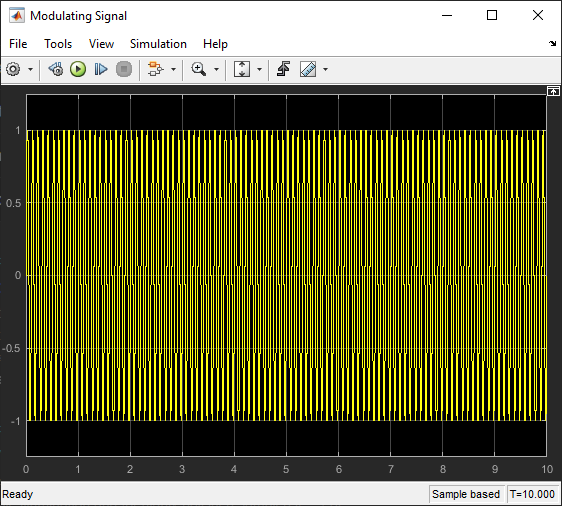 Modulating Signal
File Tools View Simulation Help
1
0.5
0
-0.5
-1
0 1 2 3 4 5 6 7 8 9 10
Ready Sample based T=10.000